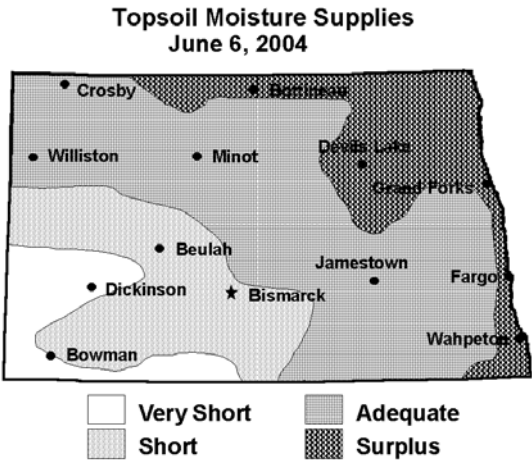 Topsoil Moisture Supplies
June 6, 2004
Crosby
Bottineau
Williston
Minot
Devils Lake
Grand Forks
Beulah
Jamestown
Fargo
Dickinson
Bismarck
Wahpeton
Bowman
Very Short
Adequate
Short
Surplus